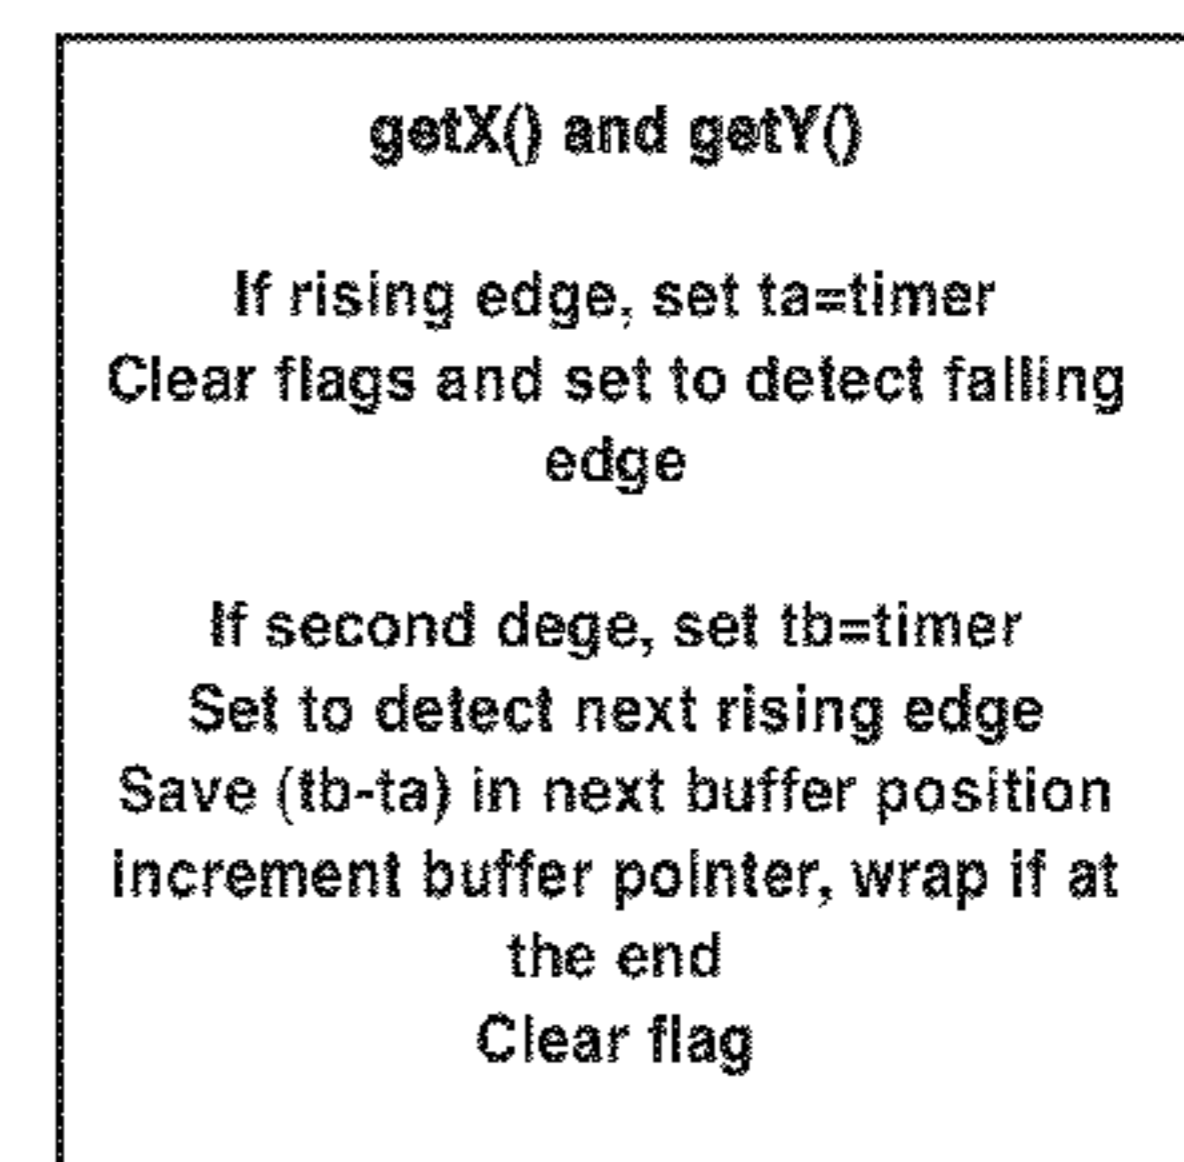 getX() and getY()
If rising edge, set ta=timer
Clear flags and set to detect falling
edge
If second dege, set tb=timer
Set to detect next rising edge
Save (tb-ta) in next buffer position
increment buffer pointer, wrap if at
the end
Clear flag